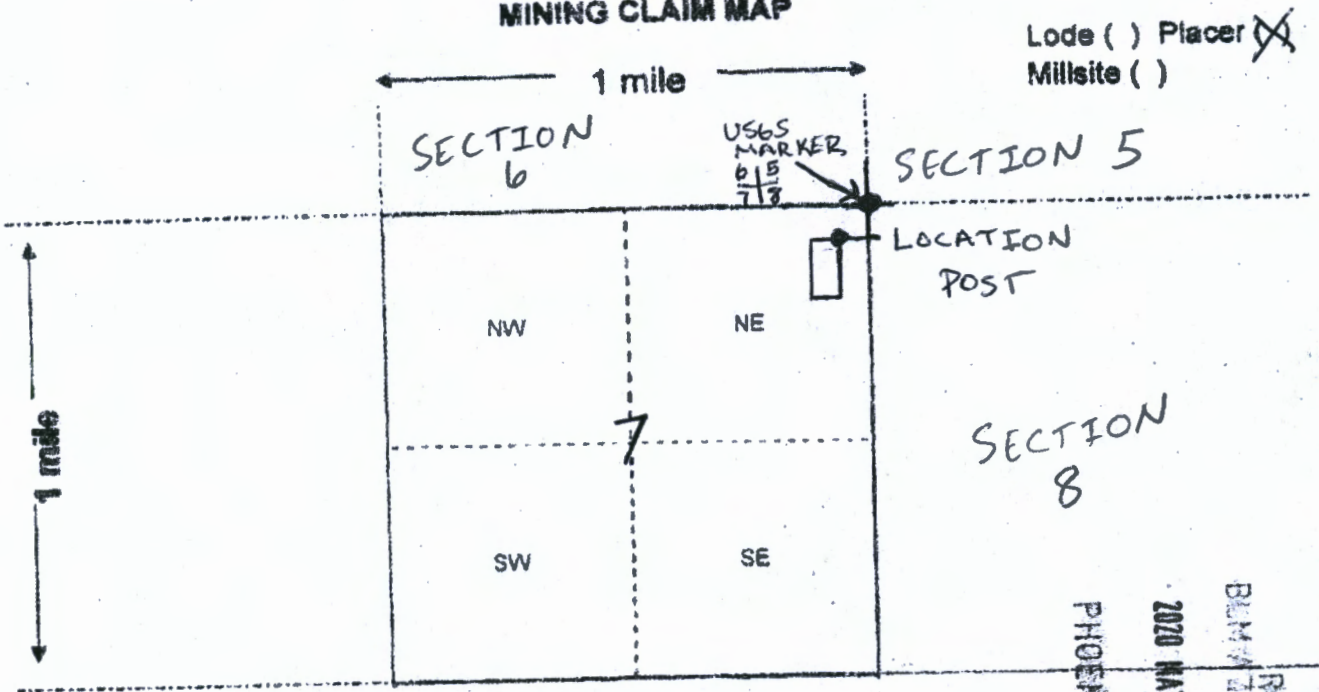 MINING CLAIM MAP
Lode ( ) Placer (X)
Millsite ( )
1 mile
SECTION
6
USGS
MARKER
6 5
7 8
SECTION 5
LOCATION
POST
NW
NE
1 mile
7
SECTION
8
SW
SE
2020